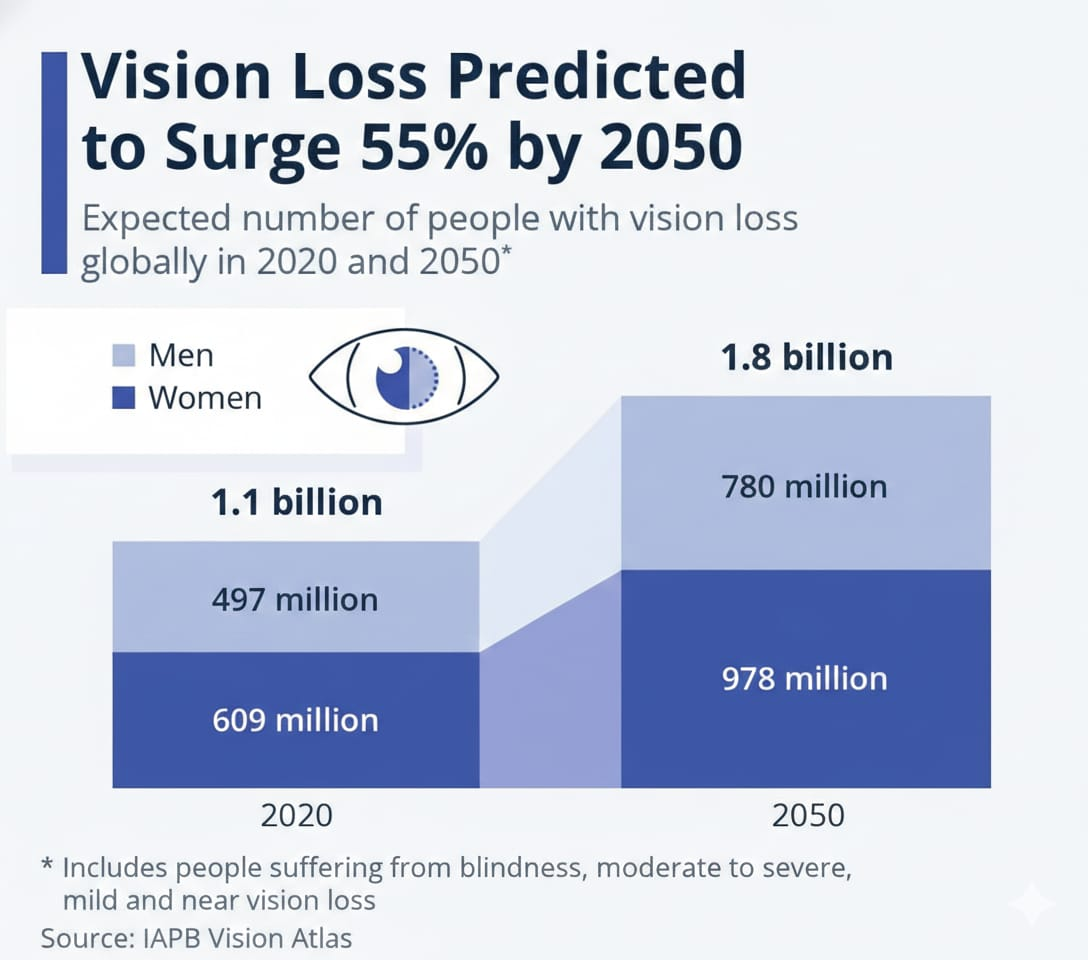 Vision Loss Predicted
to Surge 55% by 2050
Expected number of people with vision loss
globally in 2020 and 2050*
Men
Women
1.8 billion
780 million
1.1 billion
497 million
978 million
609 million
2020
2050
* Includes people suffering from blindness, moderate to severe,
mild and near vision loss
Source: IAPB Vision Atlas